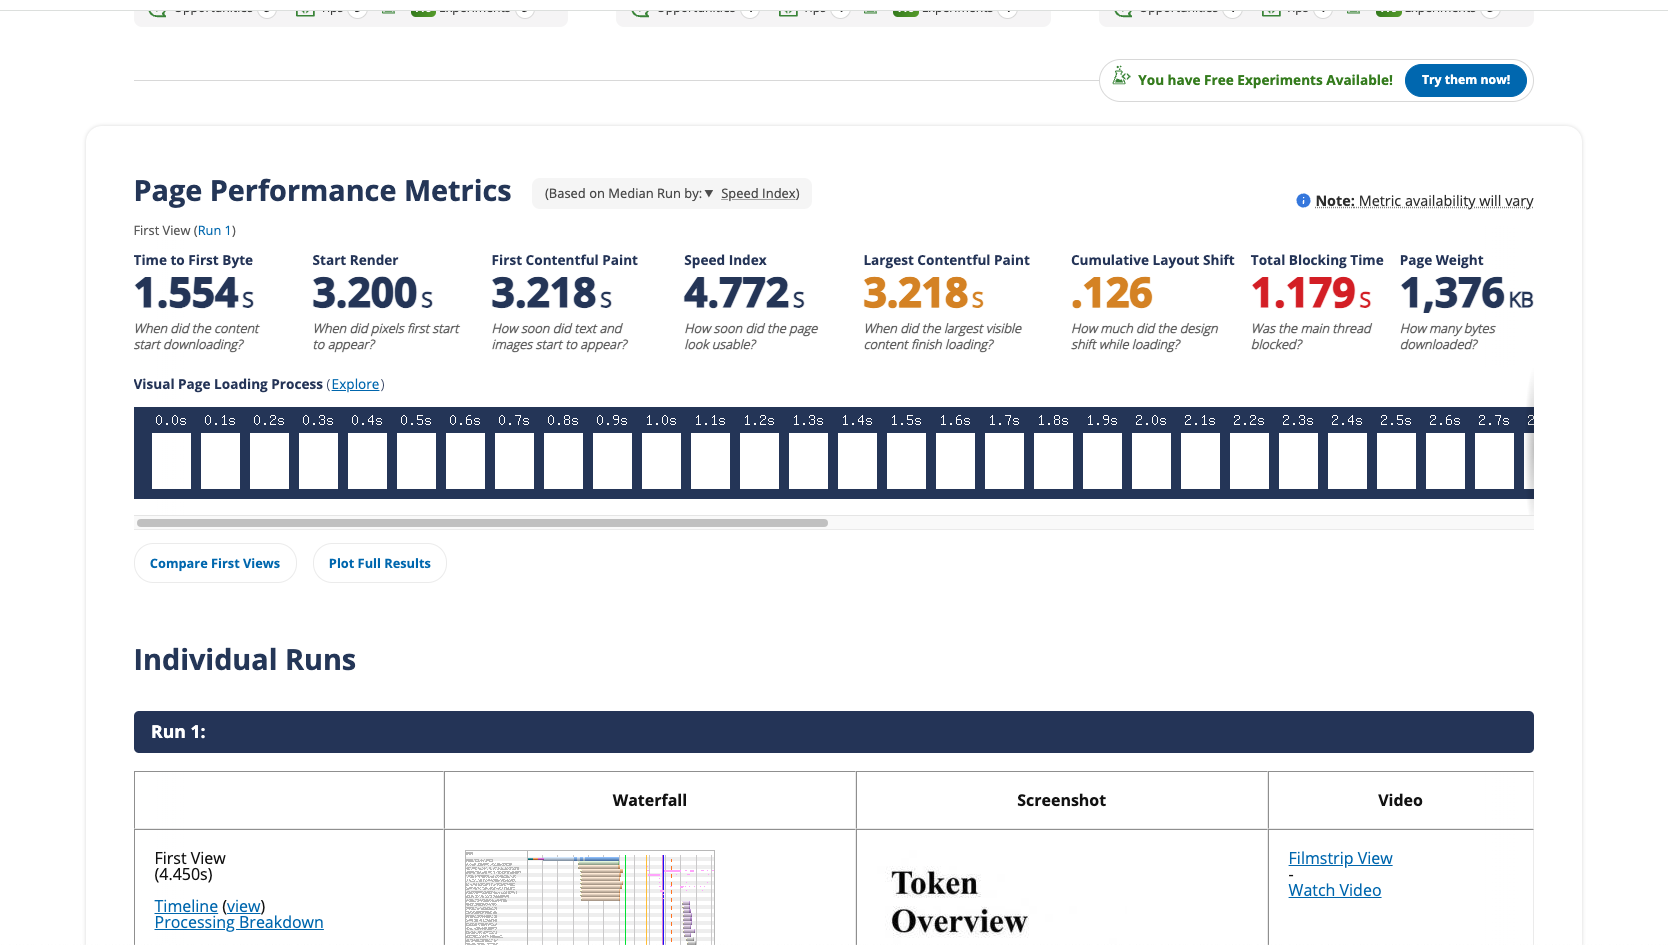 You have Free Experiments Available! Try them now!
Page Performance Metrics (Based on Median Run by: ▼ Speed Index)
Note: Metric availability will vary
First View (Run 1)
Time to First Byte
1.554 S
When did the content
start downloading?
Start Render
3.200 S
When did pixels first start
to appear?
First Contentful Paint
3.218 S
How soon did text and
images start to appear?
Speed Index
4.772 S
How soon did the page
look usable?
Largest Contentful Paint
3.218 S
When did the largest visible
content finish loading?
Cumulative Layout Shift
.126
How much did the design
shift while loading?
Total Blocking Time
1.179 S
Was the main thread
blocked?
Page Weight
1,376 KB
How many bytes
downloaded?
Visual Page Loading Process (Explore)
0.0s 0.1s 0.2s 0.3s 0.4s 0.5s 0.6s 0.7s 0.8s 0.9s 1.0s 1.1s 1.2s 1.3s 1.4s 1.5s 1.6s 1.7s 1.8s 1.9s 2.0s 2.1s 2.2s 2.3s 2.4s 2.5s 2.6s 2.7s 2
Compare First Views Plot Full Results
Individual Runs
Run 1:
Waterfall Screenshot Video
First View
(4.450s)
Timeline (view)
Processing Breakdown
Token
Overview
Filmstrip View
-
Watch Video